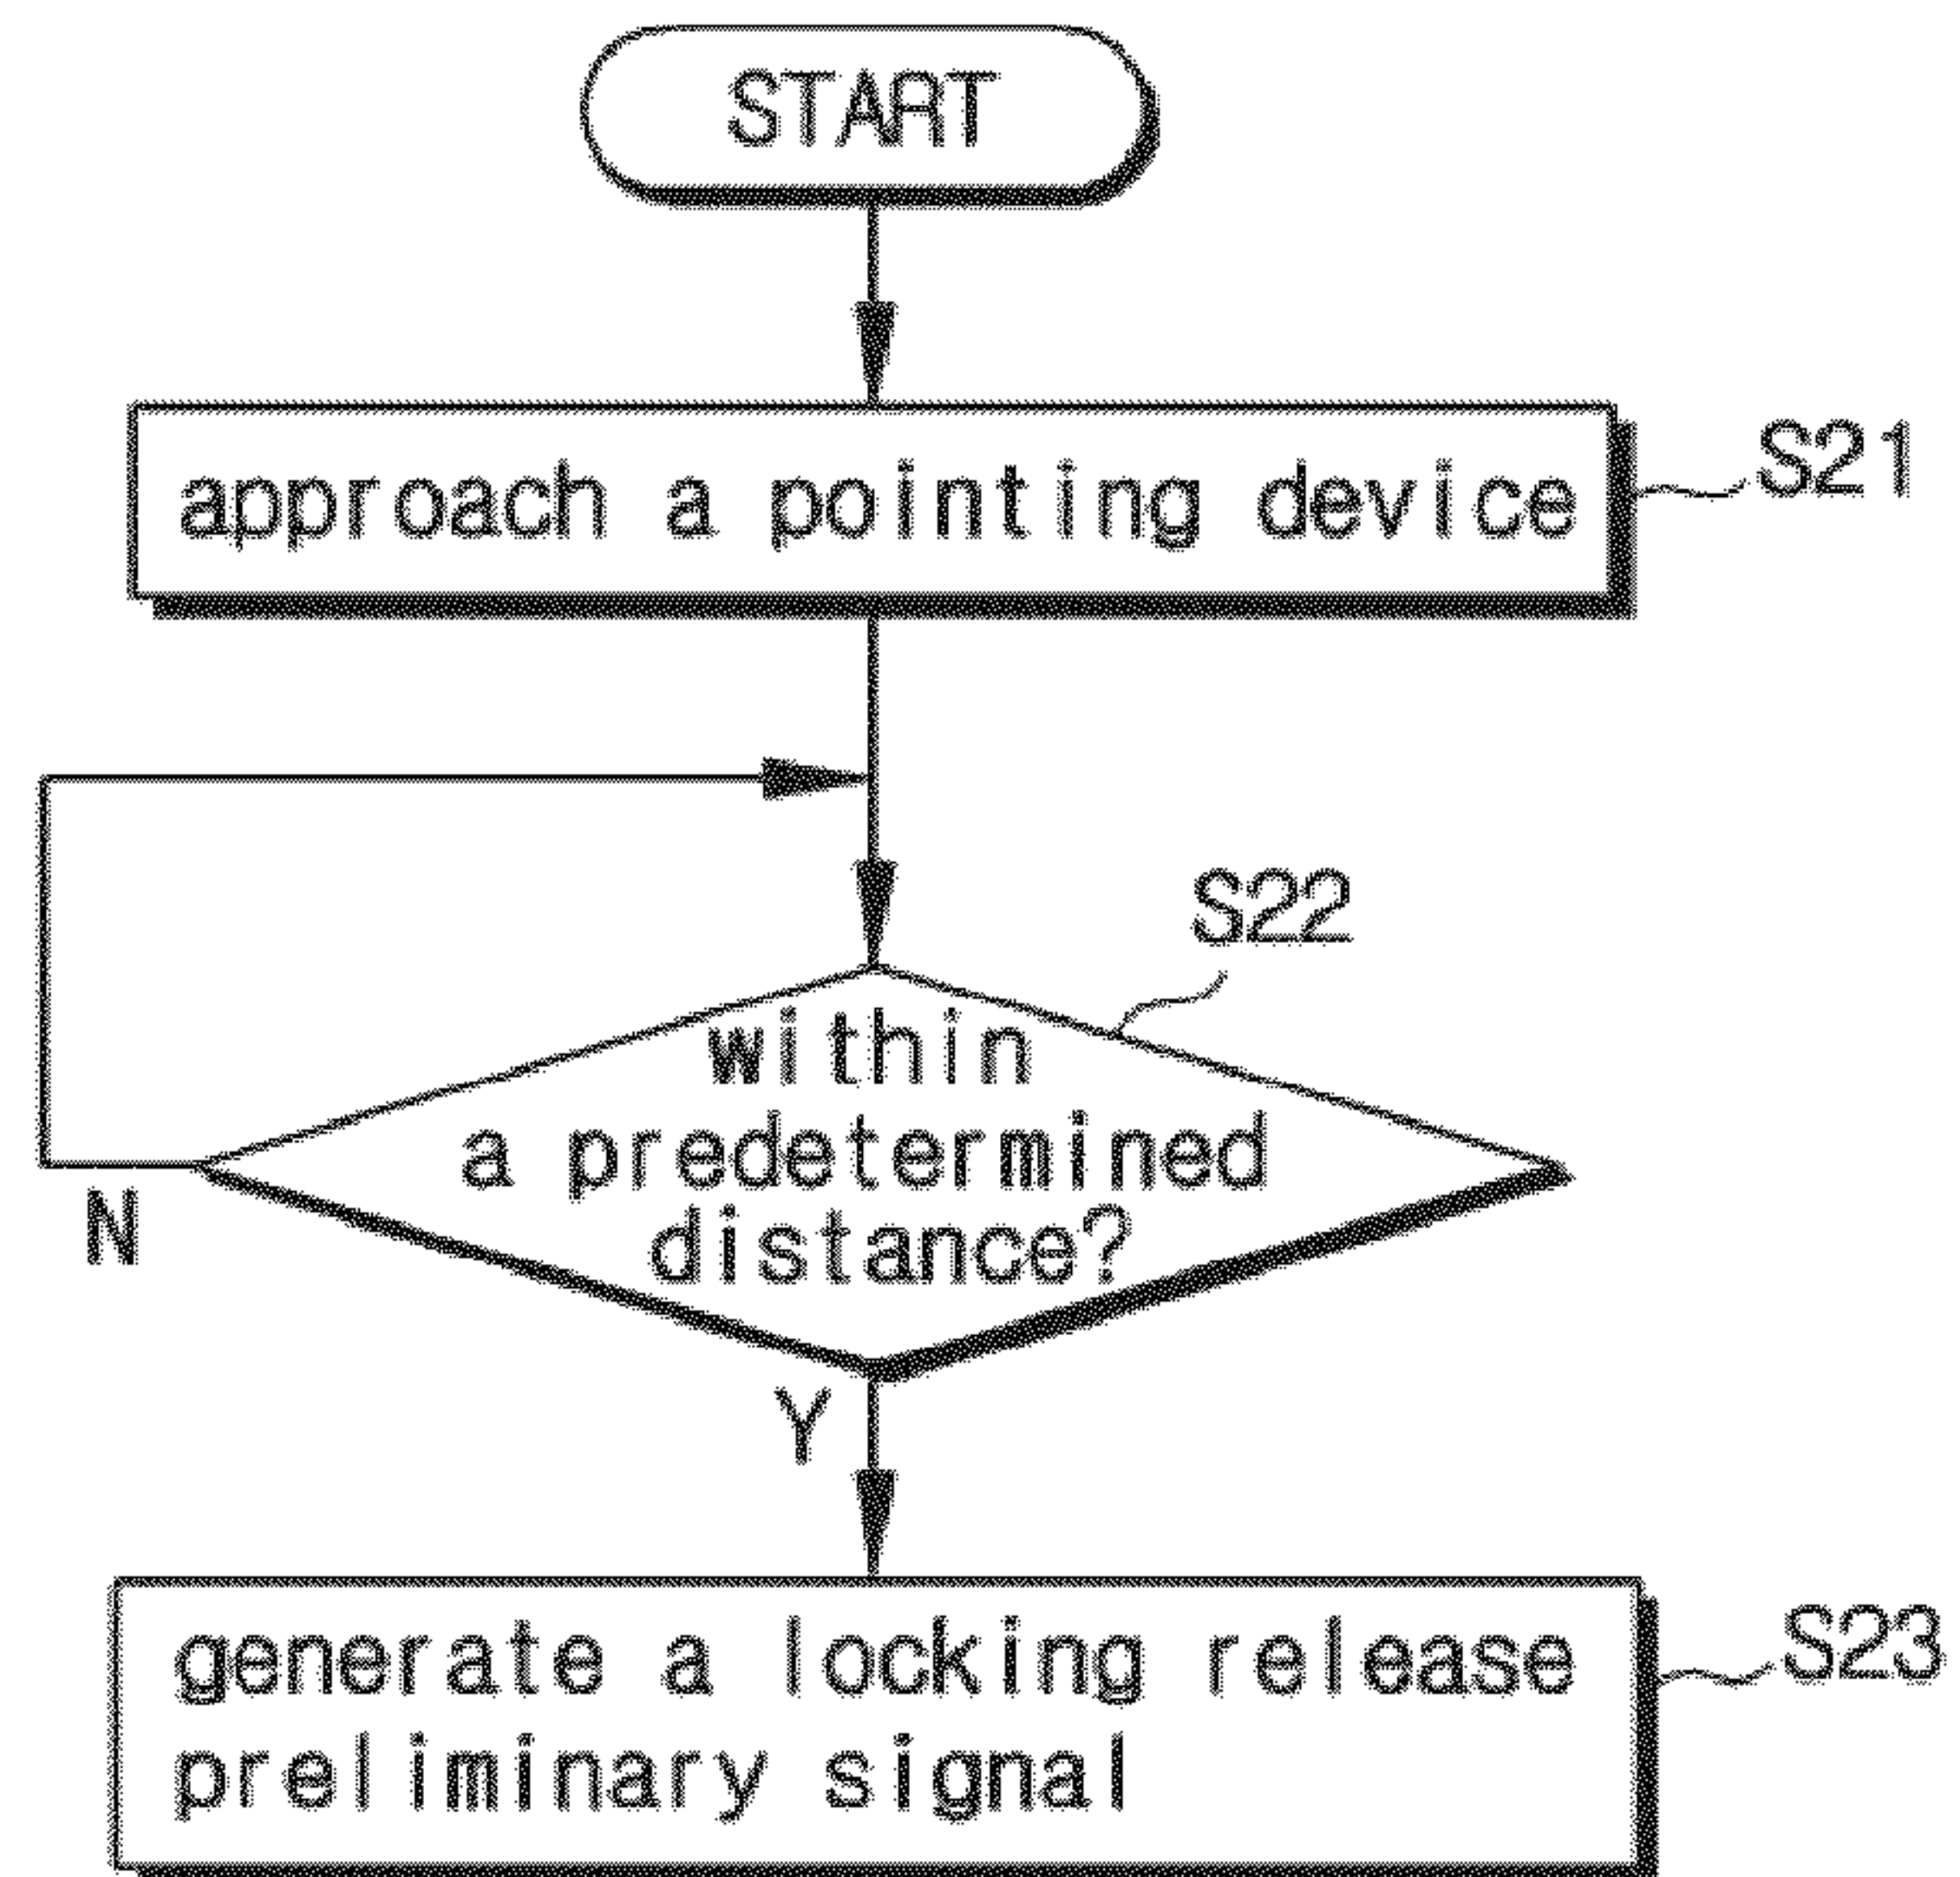 START
approach a pointing device
S21
S22
within
a predetermined
distance?
N
Y
generate a locking release
preliminary signal
S23